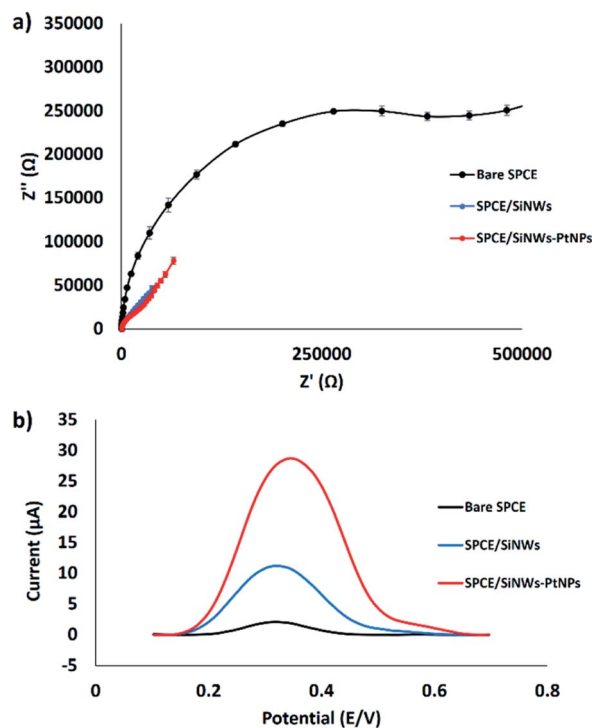 a)
350000
300000
250000
200000
150000
100000
50000
0
Z'' (Ω)
0
250000
500000
Z' (Ω)
Bare SPCE
SPCE/SiNWs
SPCE/SiNWs-PtNPs
b)
35
30
25
20
15
10
5
0
-5
Current (µA)
0
0.2
0.4
0.6
0.8
Potential (E/V)
Bare SPCE
SPCE/SiNWs
SPCE/SiNWs-PtNPs